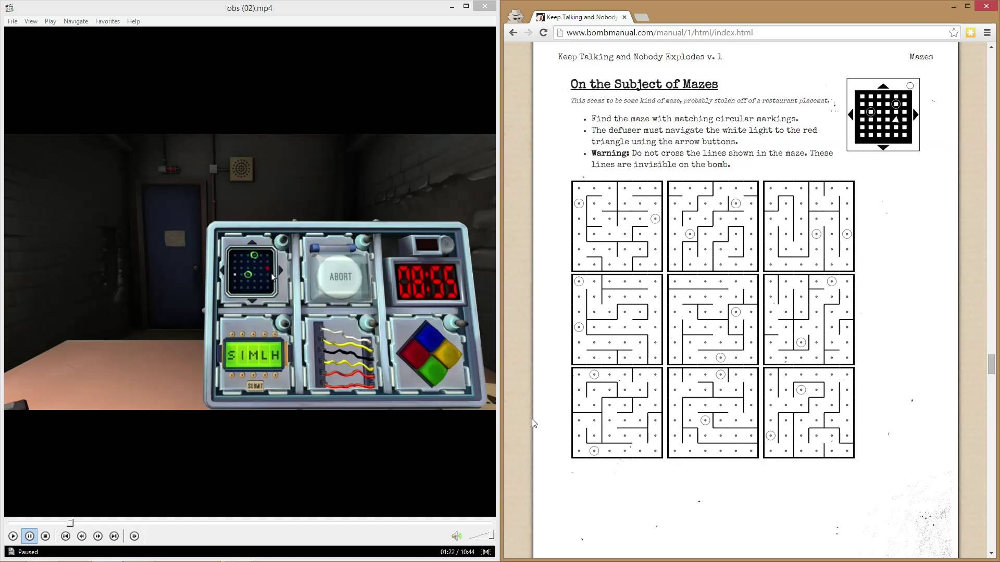 obs (02).mp4
File View Play Navigate Favorites Help
ABORT
08:55
SIMLH
SUBMIT
Paused
01:22 / 10:44
Keep Talking and Nobody
www.bombmanual.com/manual/1/html/index.html
Keep Talking and Nobody Explodes v. 1
Mazes
On the Subject of Mazes
This seems to be some kind of maze, probably stolen off of a restaurant placemat.
• Find the maze with matching circular markings.
• The defuser must navigate the white light to the red
triangle using the arrow buttons.
• Warning: Do not cross the lines shown in the maze. These
lines are invisible on the bomb.